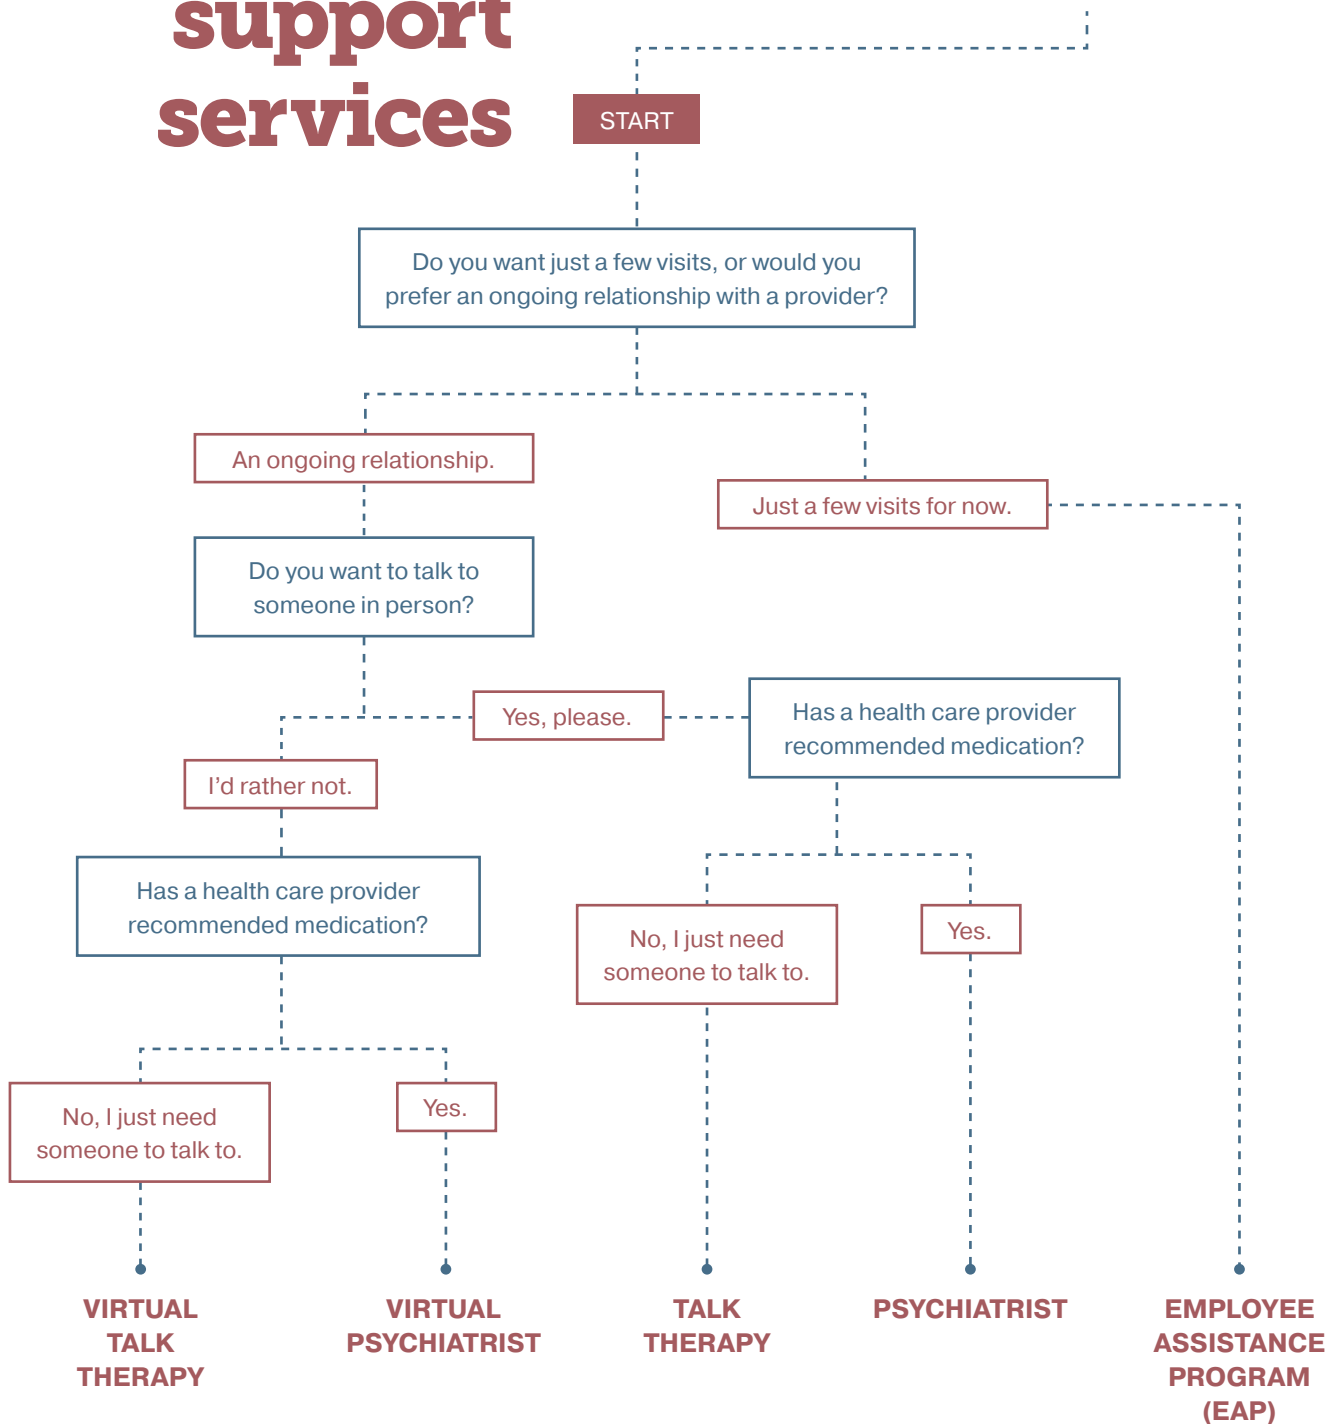 support
services
START
Do you want just a few visits, or would you
prefer an ongoing relationship with a provider?
An ongoing relationship.
Just a few visits for now.
Do you want to talk to
someone in person?
Yes, please.
Has a health care provider
recommended medication?
I'd rather not.
Has a health care provider
recommended medication?
No, I just need
someone to talk to.
Yes.
No, I just need
someone to talk to.
Yes.
VIRTUAL
TALK
THERAPY
VIRTUAL
PSYCHIATRIST
TALK
THERAPY
PSYCHIATRIST
EMPLOYEE
ASSISTANCE
PROGRAM
(EAP)